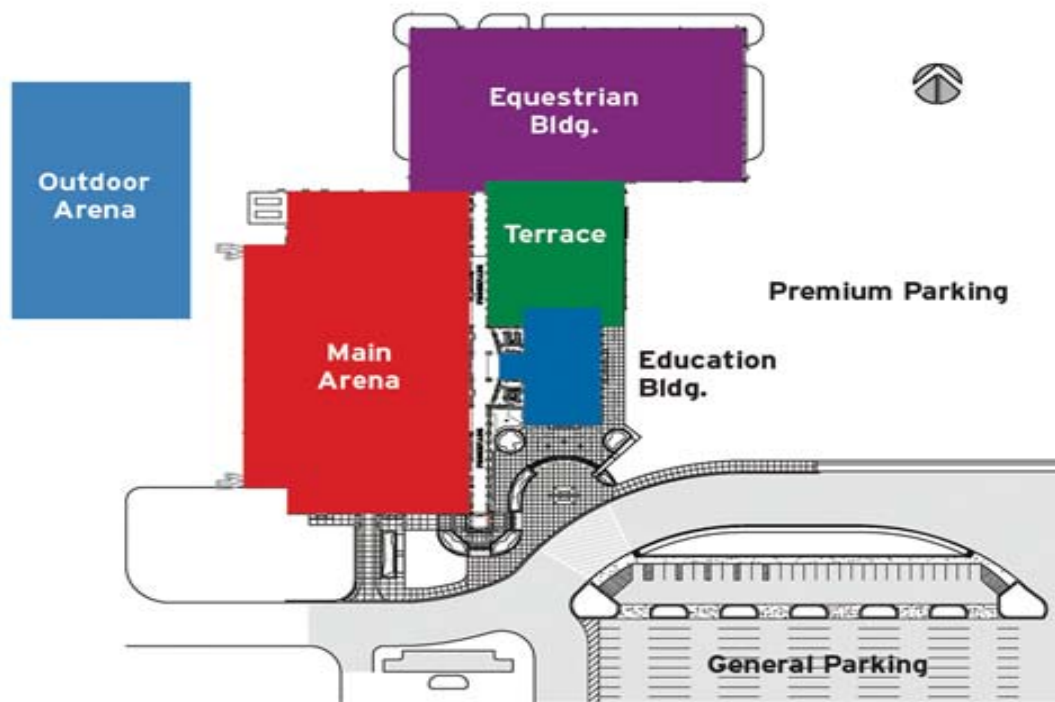 Equestrian
Bldg.
Outdoor
Arena
Terrace
Premium Parking
Main
Arena
Education
Bldg.
General Parking